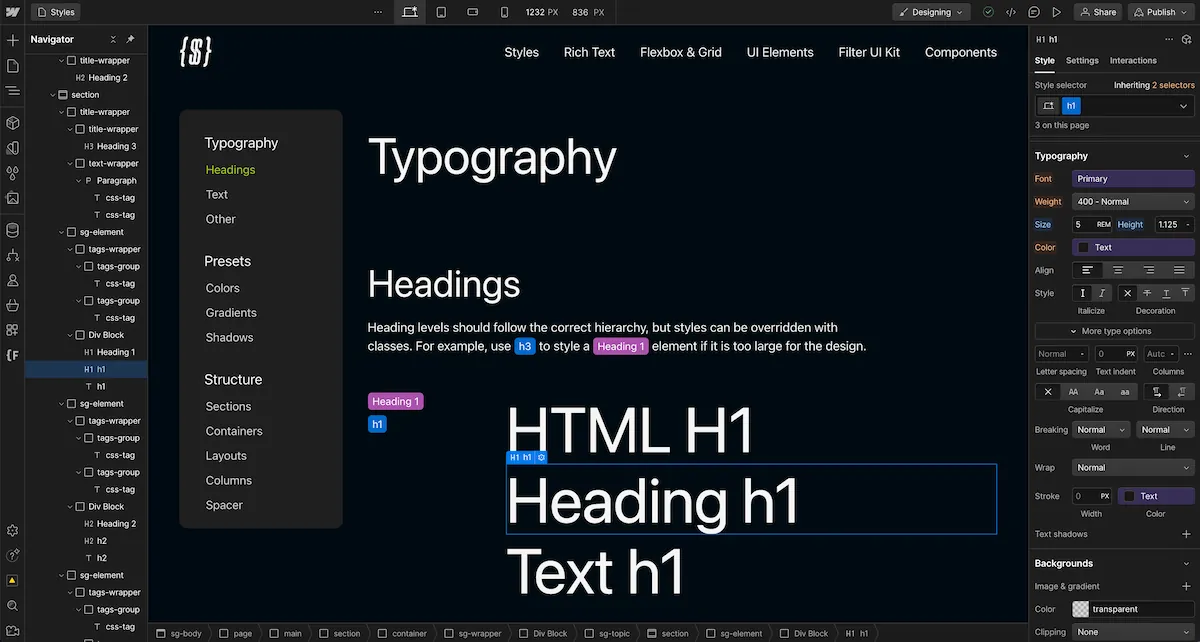 Styles
1232 PX 836 PX
Designing
Share
Publish
Navigator
title-wrapper
H2 Heading 2
section
title-wrapper
title-wrapper
H3 Heading 3
text-wrapper
P Paragraph
T css-tag
T css-tag
sg-element
tags-wrapper
tags-group
T css-tag
tags-group
T css-tag
Div Block
H1 Heading 1
H1 h1
T h1
sg-element
tags-wrapper
tags-group
T css-tag
tags-group
T css-tag
Div Block
H2 Heading 2
H2 h2
T h2
sg-element
tags-wrapper
tags-group
T css-tag
{$}
Styles Rich Text Flexbox & Grid UI Elements Filter UI Kit Components
Typography
Headings
Text
Other
Presets
Colors
Gradients
Shadows
Structure
Sections
Containers
Layouts
Columns
Spacer
Typography
Headings
Heading levels should follow the correct hierarchy, but styles can be overridden with
classes. For example, use h3 to style a Heading 1 element if it is too large for the design.
Heading 1
h1
HTML H1
H1 h1
Heading h1
Text h1
sg-body page main section container sg-wrapper Div Block sg-topic section sg-element Div Block H1 h1
H1 h1
Style Settings Interactions
Style selector Inheriting 2 selectors
h1
3 on this page
Typography
Font Primary
Weight 400 - Normal
Size 5 REM Height 1.125 -
Color Text
Align
Style
Italicize Decoration
More type options
Normal 0 PX Auto
Letter spacing Text indent Columns
AA Aa aa
Capitalize Direction
Breaking Normal Normal
Word Line
Wrap Normal
Stroke 0 PX Text
Width Color
Text shadows
Backgrounds
Image & gradient
Color transparent
Clipping None